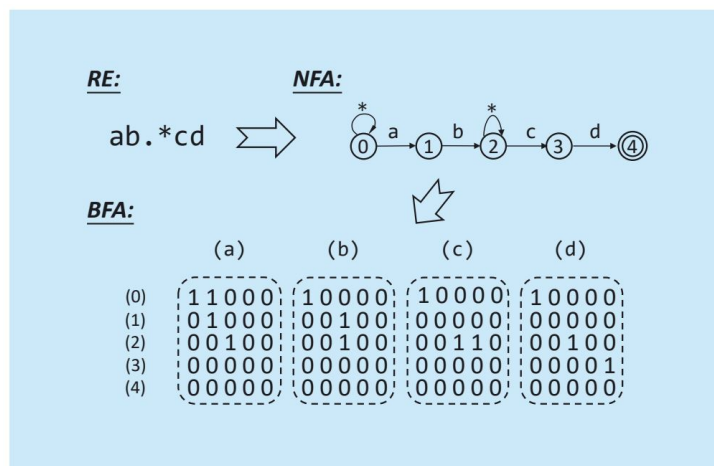 RE:
NFA:
ab.*cd
* *
a b c d
0 1 2 3 4
BFA:
(a) (b) (c) (d)
(0) 11000 10000 10000 10000
(1) 01000 00100 00000 00000
(2) 00100 00100 00110 00100
(3) 00000 00000 00000 00001
(4) 00000 00000 00000 00000